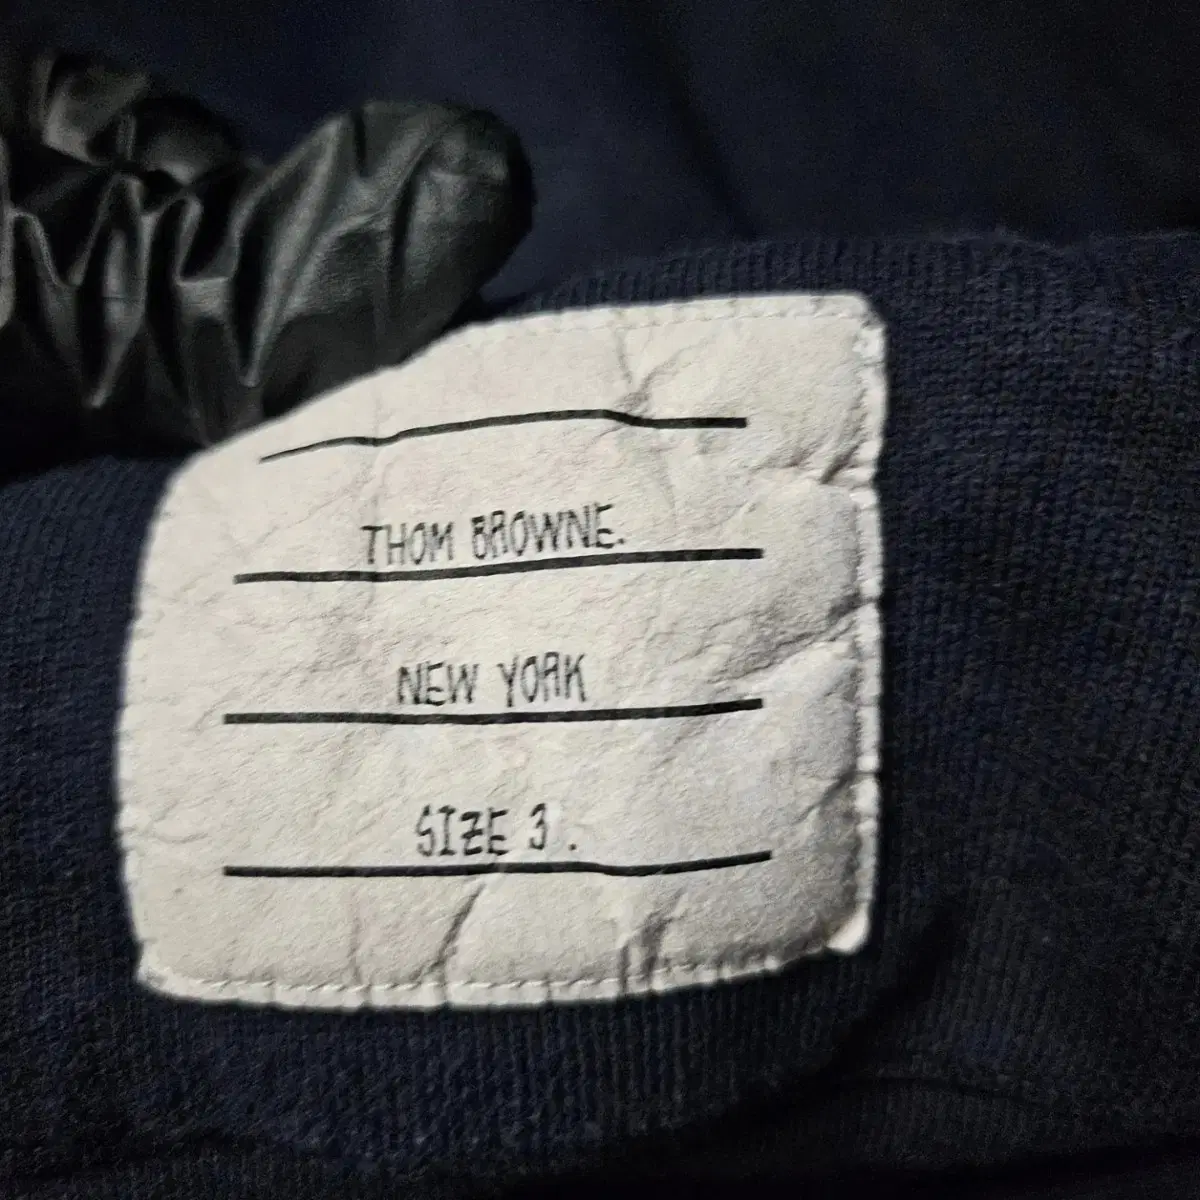 THOM BROWNE.
NEW YORK
SIZE 3.